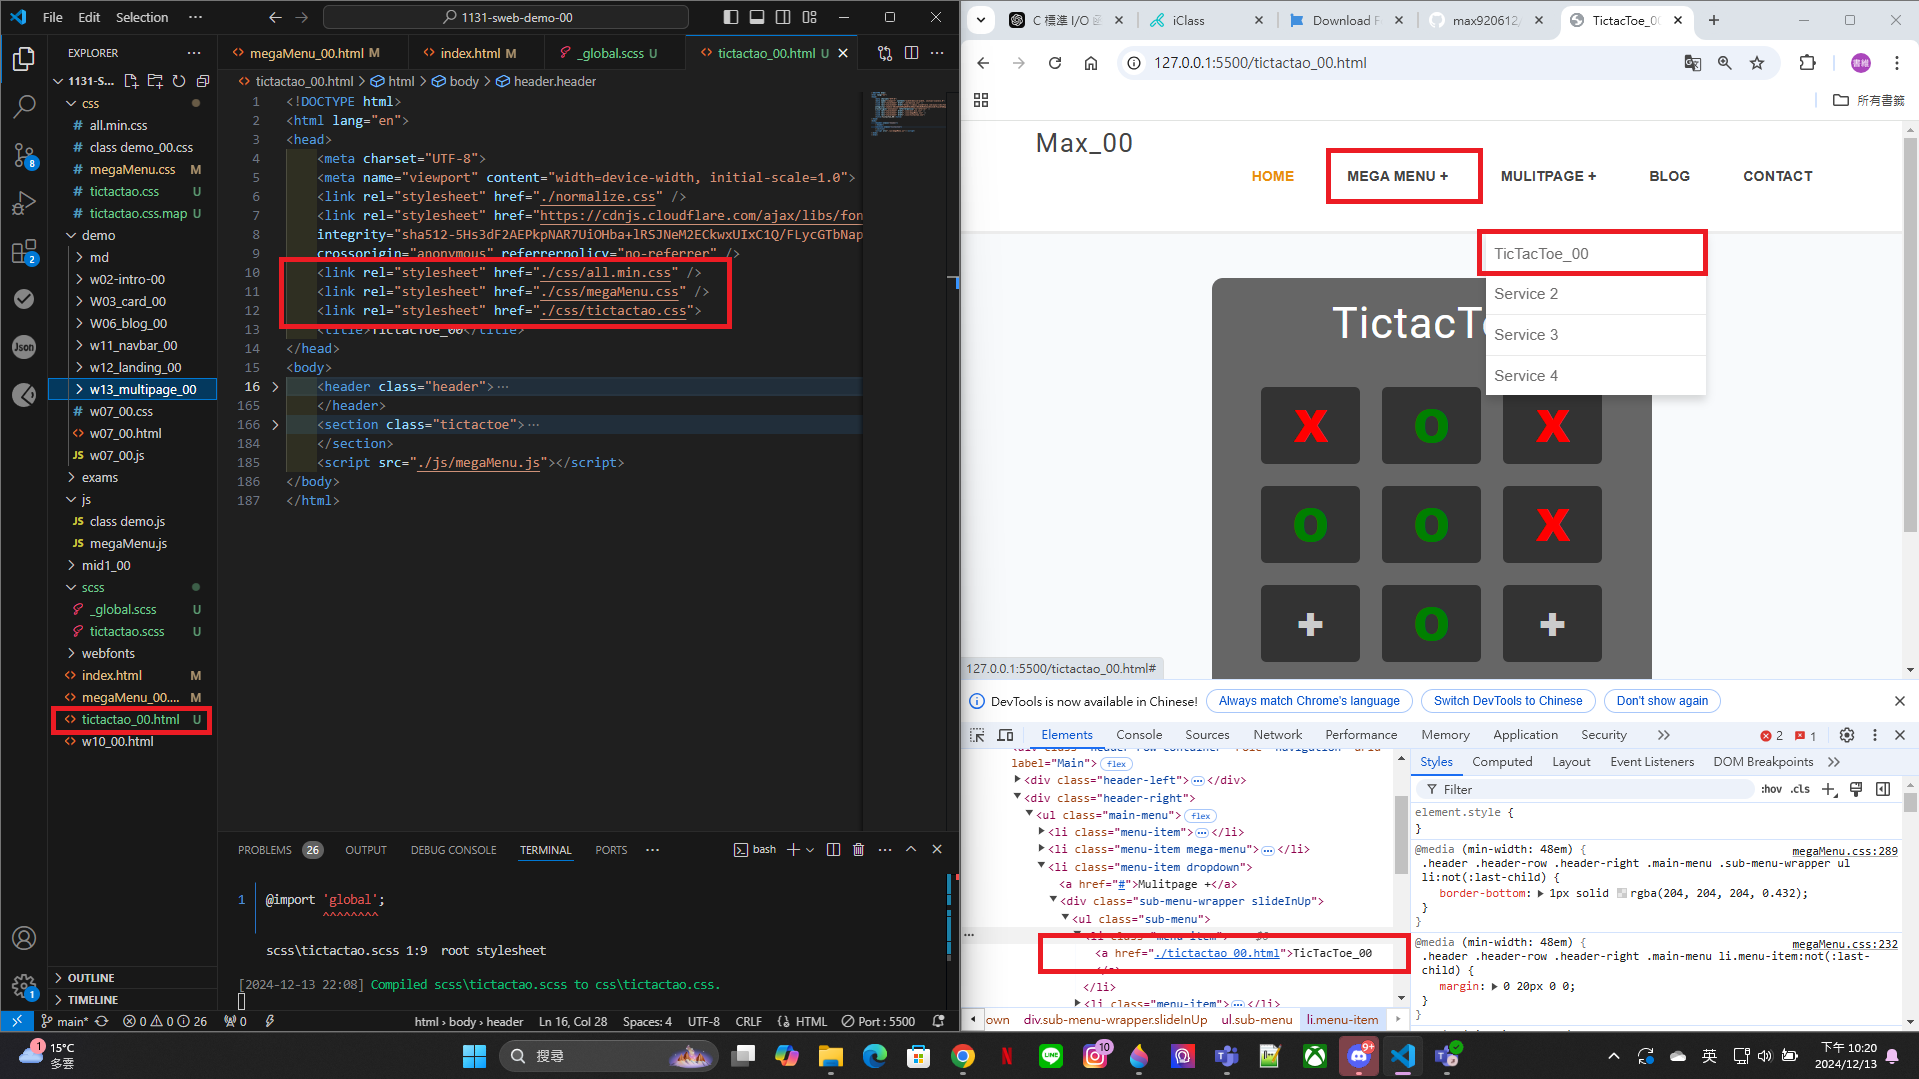 File Edit Selection ··· 1131-sweb-demo-00
EXPLORER ···
1131-S...
css
all.min.css
class demo_00.css
megaMenu.css M
tictactao.css U
tictactao.css.map U
demo
md
w02-intro-00
W03_card_00
W06_blog_00
w11_navbar_00
w12_landing_00
w13_multipage_00
w07_00.css
w07_00.html
w07_00.js
exams
js
class demo.js
megaMenu.js
mid1_00
scss
_global.scss U
tictactao.scss U
webfonts
index.html M
megaMenu_00.... M
tictactao_00.html U
w10_00.html
OUTLINE
TIMELINE
8
2
Json
1
megaMenu_00.html M index.html M _global.scss U tictactao_00.html U
tictactao_00.html > html > body > header.header
1 <!DOCTYPE html>
2 <html lang="en">
3 <head>
4 <meta charset="UTF-8">
5 <meta name="viewport" content="width=device-width, initial-scale=1.0">
6 <link rel="stylesheet" href="./normalize.css" />
7 <link rel="stylesheet" href="https://cdnjs.cloudflare.com/ajax/libs/fon
8 integrity="sha512-5Hs3dF2AEPkpNAR7UiOHba+lRSJNeM2ECkwxUIxC1Q/FLycGTbNap
9 crossorigin="anonymous" referrerpolicy="no-referrer" />
10 <link rel="stylesheet" href="./css/all.min.css" />
11 <link rel="stylesheet" href="./css/megaMenu.css" />
12 <link rel="stylesheet" href="./css/tictactao.css">
13 <title>TictacToe_00</title>
14 </head>
15 <body>
16 <header class="header">···
165 </header>
166 <section class="tictactoe">···
184 </section>
185 <script src="./js/megaMenu.js"></script>
186 </body>
187 </html>
PROBLEMS 26 OUTPUT DEBUG CONSOLE TERMINAL PORTS ··· bash
1 @import 'global';
^^^^^^^^
scss\tictactao.scss 1:9 root stylesheet
[2024-12-13 22:08] Compiled scss\tictactao.scss to css\tictactao.css.
main* 0 0 26 0 html › body › header Ln 16, Col 28 Spaces: 4 UTF-8 CRLF HTML Port : 5500
C 標準 I/O iClass Download F max920612/ TictacToe_0
127.0.0.1:5500/tictactao_00.html
所有書籤
Max_00
HOME MEGA MENU + MULITPAGE + BLOG CONTACT
TicTacToe_00
Service 2
Service 3
Service 4
TictacT
X O X
O O X
+ O +
127.0.0.1:5500/tictactao_00.html#
DevTools is now available in Chinese! Always match Chrome's language Switch DevTools to Chinese Don't show again
Elements Console Sources Network Performance Memory Application Security 2 1
label="Main"> flex
<div class="header-left">···</div>
<div class="header-right">
<ul class="main-menu"> flex
<li class="menu-item">···</li>
<li class="menu-item mega-menu">···</li>
<li class="menu-item dropdown">
<a href="#">Mulitpage +</a>
<div class="sub-menu-wrapper slideInUp">
<ul class="sub-menu">
<a href="./tictactao_00.html">TicTacToe_00
</li>
<li class="menu-item">···</li>
own div.sub-menu-wrapper.slideInUp ul.sub-menu li.menu-item
Styles Computed Layout Event Listeners DOM Breakpoints
Filter :hov .cls
element.style {
}
@media (min-width: 48em) { megaMenu.css:289
.header .header-row .header-right .main-menu .sub-menu-wrapper ul
li:not(:last-child) {
border-bottom: 1px solid rgba(204, 204, 204, 0.432);
}
}
@media (min-width: 48em) { megaMenu.css:232
.header .header-row .header-right .main-menu li.menu-item:not(:last-
child) {
margin: 0 20px 0 0;
}
1 15°C
多雲
搜尋
10
9+
英
下午 10:20
2024/12/13